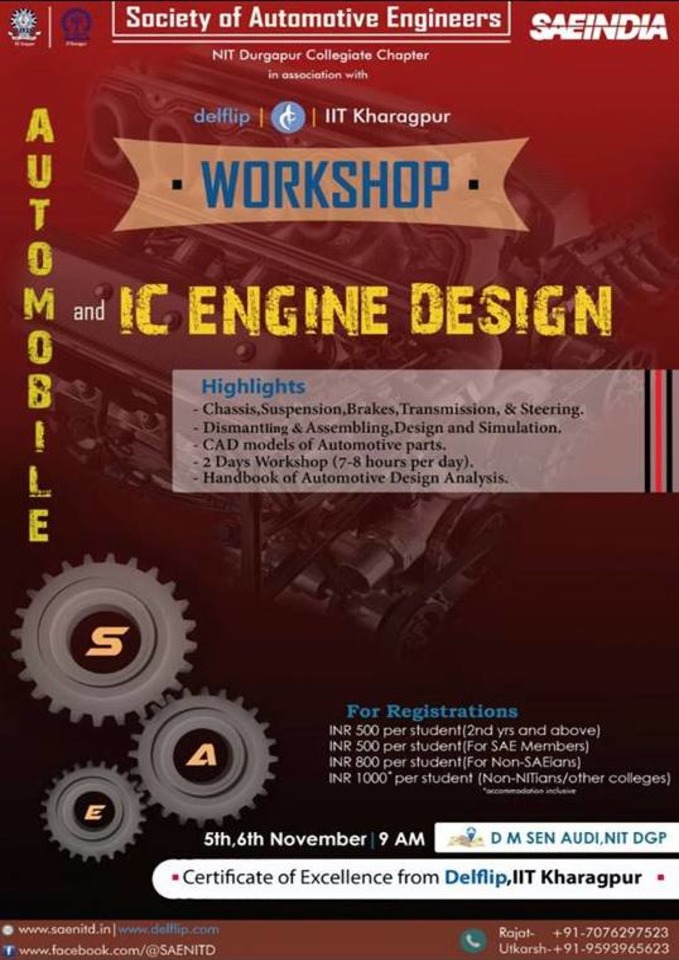 Society of Automotive Engineers
SAEINDIA
NIT Durgapur Collegiate Chapter
in association with
delflip | IIT Kharagpur
WORKSHOP
AUTOMOBILE
and IC ENGINE DESIGN
Highlights
- Chassis,Suspension,Brakes,Transmission, & Steering.
- Dismantling & Assembling,Design and Simulation.
- CAD models of Automotive parts.
- 2 Days Workshop (7-8 hours per day).
- Handbook of Automotive Design Analysis.
S
A
E
For Registrations
INR 500 per student(2nd yrs and above)
INR 500 per student(For SAE Members)
INR 800 per student(For Non-SAEians)
INR 1000* per student (Non-NITians/other colleges)
*accommodation inclusive
5th,6th November | 9 AM
D M SEN AUDI,NIT DGP
Certificate of Excellence from Delflip,IIT Kharagpur
www.saenitd.in | www.delflip.com
www.facebook.com/@SAENITD
Rajat- +91-7076297523
Utkarsh-+91-9593965623